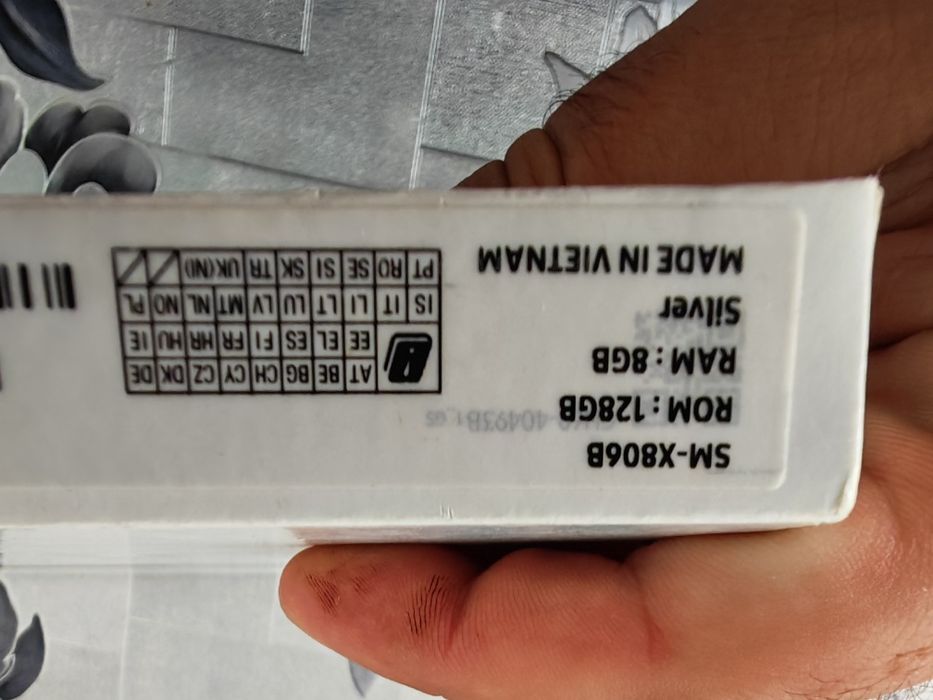 SM-X806B
ROM : 128GB
RAM : 8GB
Silver
MADE IN VIETNAM
AT BE BG CH CY CZ DK DE
EE EL ES FI FR HR HU IE
IS IT LI LT LU LV MT NL NO PL
PT RO SE SI SK TR UK(NI)